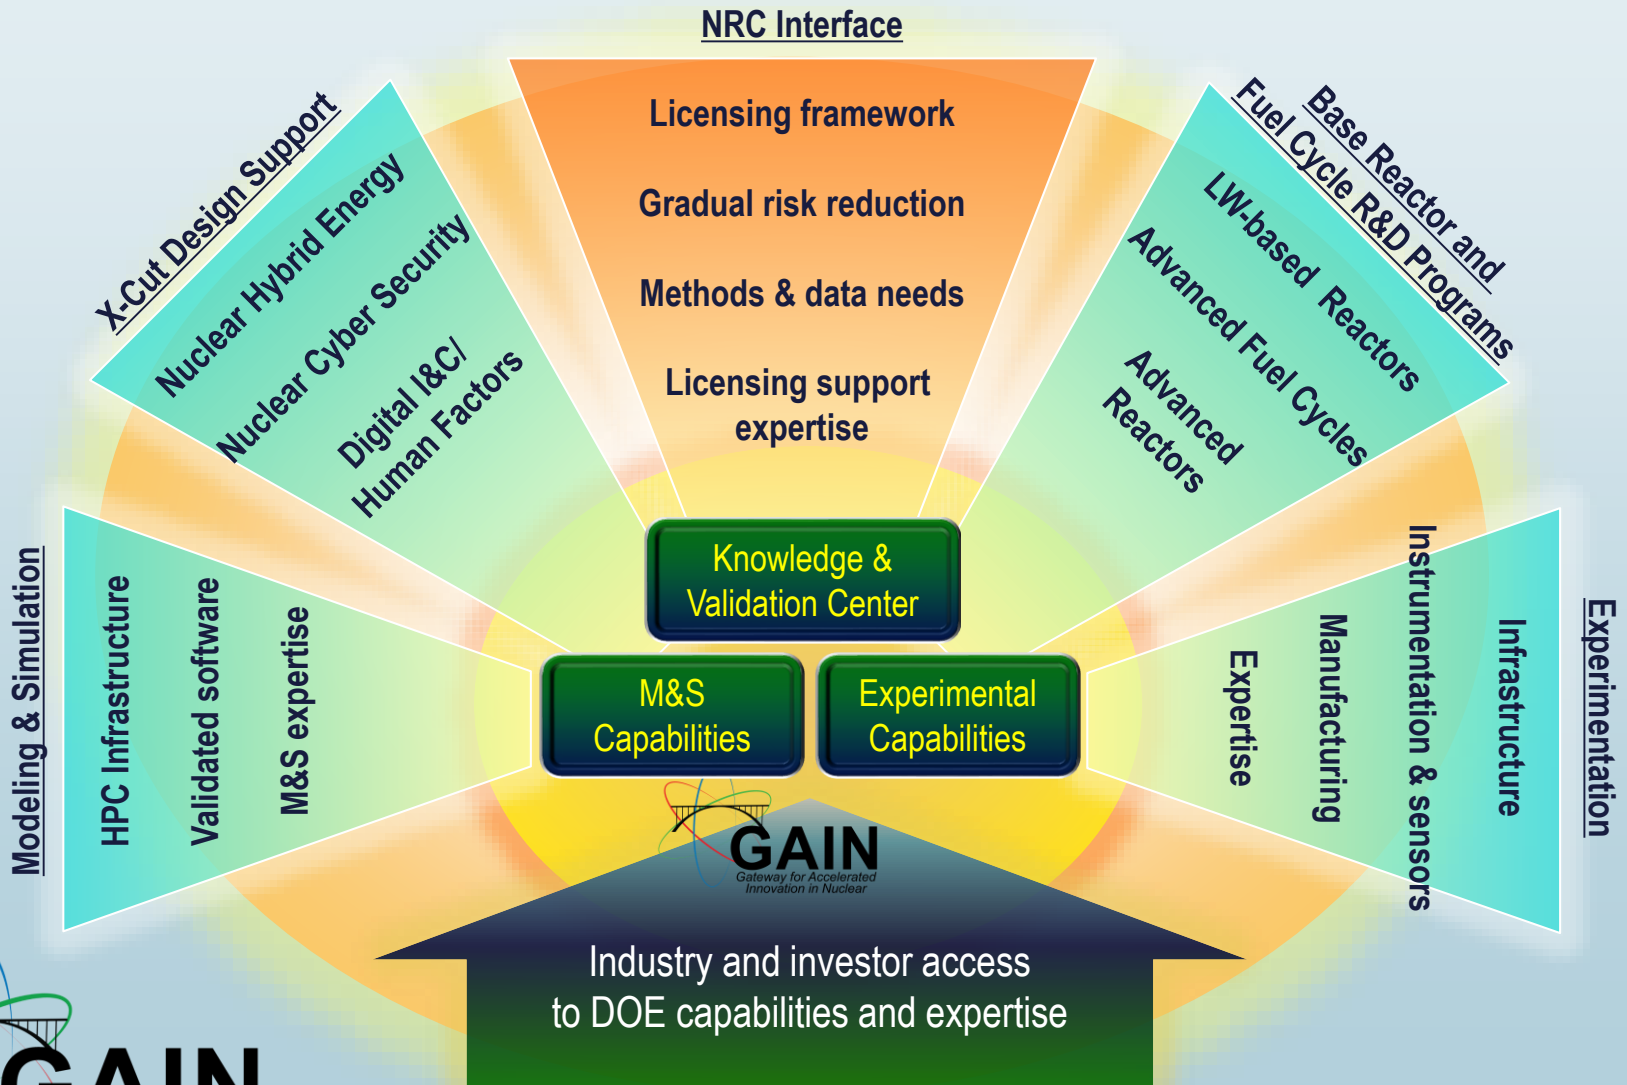 NRC Interface
Licensing framework
Gradual risk reduction
Methods & data needs
Licensing support
expertise
X-Cut Design Support
Nuclear Hybrid Energy
Nuclear Cyber Security
Digital I&C/
Human Factors
Base Reactor and
Fuel Cycle R&D Programs
LW-based Reactors
Advanced Fuel Cycles
Advanced
Reactors
Modeling & Simulation
HPC Infrastructure
Validated software
M&S expertise
Knowledge &
Validation Center
M&S
Capabilities
Experimental
Capabilities
Expertise
Manufacturing
Instrumentation & sensors
Infrastructure
Experimentation
GAIN
Gateway for Accelerated
Innovation in Nuclear
Industry and investor access
to DOE capabilities and expertise
GAIN